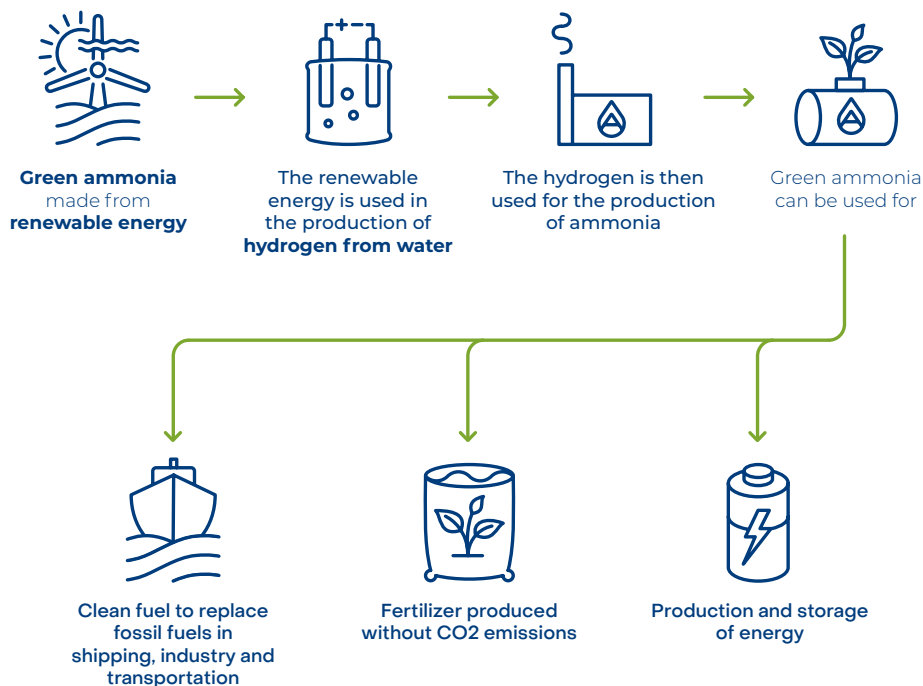 Green ammonia
made from
renewable energy
The renewable
energy is used in
the production of
hydrogen from water
The hydrogen is then
used for the production
of ammonia
Green ammonia
can be used for
Clean fuel to replace
fossil fuels in
shipping, industry and
transportation
Fertilizer produced
without CO2 emissions
Production and storage
of energy